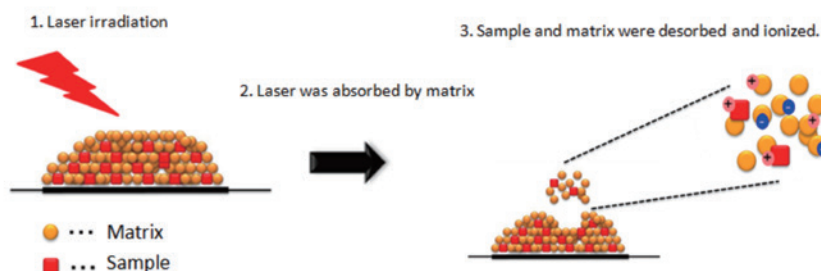 1. Laser irradiation
2. Laser was absorbed by matrix
3. Sample and matrix were desorbed and ionized.
+
+
-
+
-
+
••• Matrix
••• Sample